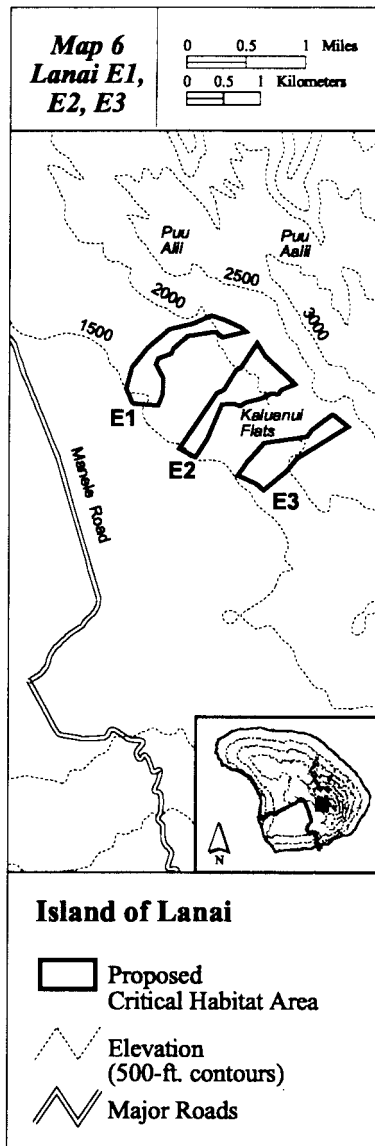 Map 6
Lanai E1,
E2, E3
0 0.5 1 Miles
0 0.5 1 Kilometers
Puu
Alii
Puu
Aalii
2500
2000
3000
1500
E1
Kaluanui
Flats
E2
E3
Manele Road
N
Island of Lanai
Proposed
Critical Habitat Area
Elevation
(500-ft. contours)
Major Roads